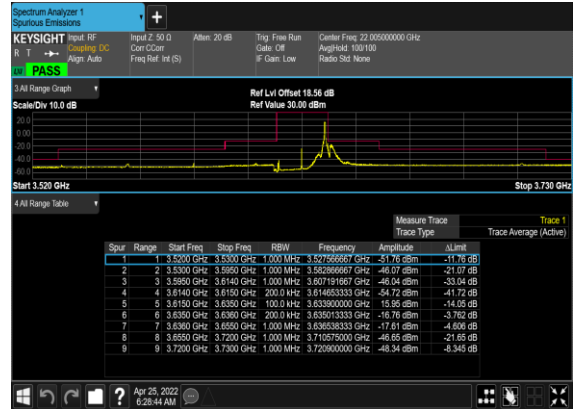 Spectrum Analyzer 1
Spurious Emissions
KEYSIGHT Input: RF Input Z: 50 Ω Atten: 20 dB Trig: Free Run Center Freq: 22.005000000 GHz
R T Coupling: DC Corr CCorr Gate: Off Avg|Hold: 100/100
Align: Auto Freq Ref: Int (S) IF Gain: Low Radio Std: None
PASS
3 All Range Graph
Ref Lvl Offset 18.56 dB
Scale/Div 10.0 dB Ref Value 30.00 dBm
20.0
0.00
-20.0
-40.0
-60.0
Start 3.520 GHz Stop 3.730 GHz
4 All Range Table
Measure Trace Trace 1
Trace Type Trace Average (Active)
Spur Range Start Freq Stop Freq RBW Frequency Amplitude ΔLimit
1 1 3.5200 GHz 3.5300 GHz 1.000 MHz 3.527566667 GHz -51.76 dBm -11.76 dB
2 2 3.5300 GHz 3.5950 GHz 1.000 MHz 3.582866667 GHz -46.07 dBm -21.07 dB
3 3 3.5950 GHz 3.6140 GHz 1.000 MHz 3.607191667 GHz -46.04 dBm -33.04 dB
4 4 3.6140 GHz 3.6150 GHz 200.0 kHz 3.614653333 GHz -54.72 dBm -41.72 dB
5 5 3.6150 GHz 3.6350 GHz 100.0 kHz 3.633900000 GHz 15.95 dBm -14.05 dB
6 6 3.6350 GHz 3.6360 GHz 200.0 kHz 3.635013333 GHz -16.76 dBm -3.762 dB
7 7 3.6360 GHz 3.6550 GHz 1.000 MHz 3.636538333 GHz -17.61 dBm -4.606 dB
8 8 3.6550 GHz 3.7200 GHz 1.000 MHz 3.710575000 GHz -46.65 dBm -21.65 dB
9 9 3.7200 GHz 3.7300 GHz 1.000 MHz 3.720900000 GHz -48.34 dBm -8.345 dB
? Apr 25, 2022
6:28:44 AM